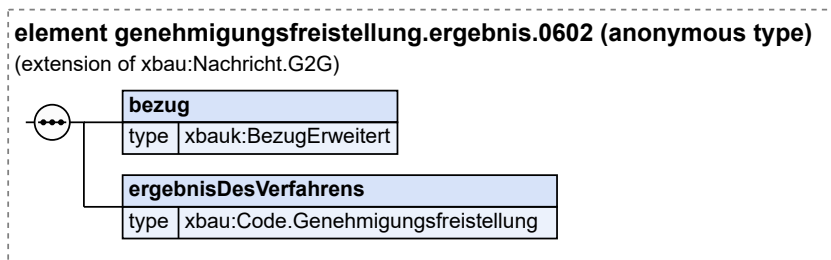 element genehmigungsfreistellung.ergebnis.0602 (anonymous type)
(extension of xbau:Nachricht.G2G)
bezug
type xbauk:BezugErweitert
ergebnisDesVerfahrens
type xbau:Code.Genehmigungsfreistellung